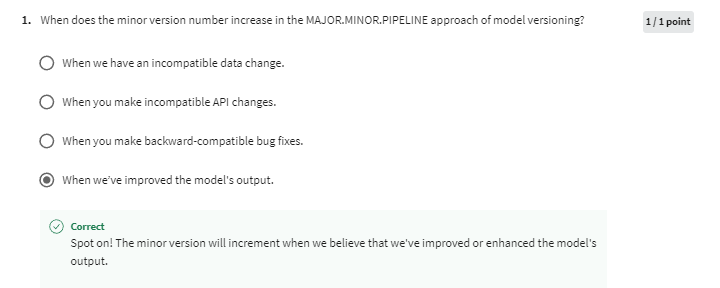 1. When does the minor version number increase in the MAJOR.MINOR.PIPELINE approach of model versioning?
1 / 1 point
When we have an incompatible data change.
When you make incompatible API changes.
When you make backward-compatible bug fixes.
When we've improved the model's output.
Correct
Spot on! The minor version will increment when we believe that we've improved or enhanced the model's
output.